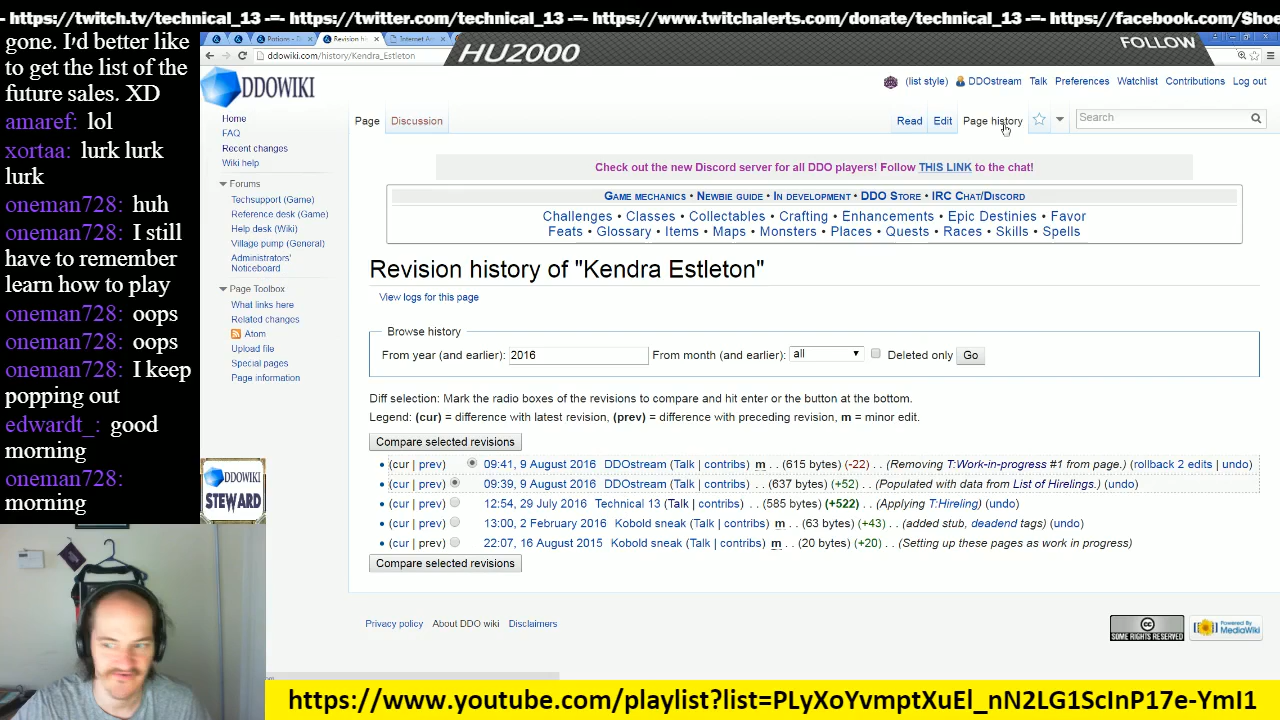 - https://twitch.tv/technical_13 -=- https://twitter.com/technical_13 -=- https://www.twitchalerts.com/donate/technical_13 -=- https://facebook.com/Shoe
gone. I'd better like
to get the list of the
future sales. XD
amaref: lol
xortaa: lurk lurk
lurk
oneman728: huh
oneman728: I still
have to remember
learn how to play
oneman728: oops
oneman728: oops
oneman728: I keep
popping out
edwardt_: good
morning
oneman728:
morning
Revision hi
Internet Ar
HU2000
FOLLOW
ddowiki.com/history/Kendra_Estleton
DDOWIKI
(list style) DDOstream Talk Preferences Watchlist Contributions Log out
Home
FAQ
Recent changes
Wiki help
Forums
Techsupport (Game)
Reference desk (Game)
Help desk (Wiki)
Village pump (General)
Administrators'
Noticeboard
Page Toolbox
What links here
Related changes
Atom
Upload file
Special pages
Page information
DDOWIKI
STEWARD
Page Discussion Read Edit Page history Search
Check out the new Discord server for all DDO players! Follow THIS LINK to the chat!
Game mechanics • Newbie guide • In development • DDO Store • IRC Chat/Discord
Challenges • Classes • Collectables • Crafting • Enhancements • Epic Destinies • Favor
Feats • Glossary • Items • Maps • Monsters • Places • Quests • Races • Skills • Spells
Revision history of "Kendra Estleton"
View logs for this page
Browse history
From year (and earlier): 2016 From month (and earlier): all Deleted only Go
Diff selection: Mark the radio boxes of the revisions to compare and hit enter or the button at the bottom.
Legend: (cur) = difference with latest revision, (prev) = difference with preceding revision, m = minor edit.
Compare selected revisions
(cur | prev) 09:41, 9 August 2016 DDOstream (Talk | contribs) m . . (615 bytes) (-22) . . (Removing T:Work-in-progress #1 from page.) (rollback 2 edits | undo)
(cur | prev) 09:39, 9 August 2016 DDOstream (Talk | contribs) . . (637 bytes) (+52) . . (Populated with data from List of Hirelings.) (undo)
(cur | prev) 12:54, 29 July 2016 Technical 13 (Talk | contribs) . . (585 bytes) (+522) . . (Applying T:Hireling) (undo)
(cur | prev) 13:00, 2 February 2016 Kobold sneak (Talk | contribs) m . . (63 bytes) (+43) . . (added stub, deadend tags) (undo)
(cur | prev) 22:07, 16 August 2015 Kobold sneak (Talk | contribs) m . . (20 bytes) (+20) . . (Setting up these pages as work in progress)
Compare selected revisions
Privacy policy About DDO wiki Disclaimers
CC
SOME RIGHTS RESERVED
Powered By
MediaWiki
https://www.youtube.com/playlist?list=PLyXoYvmptXuEl_nN2LG1ScInP17e-YmI1